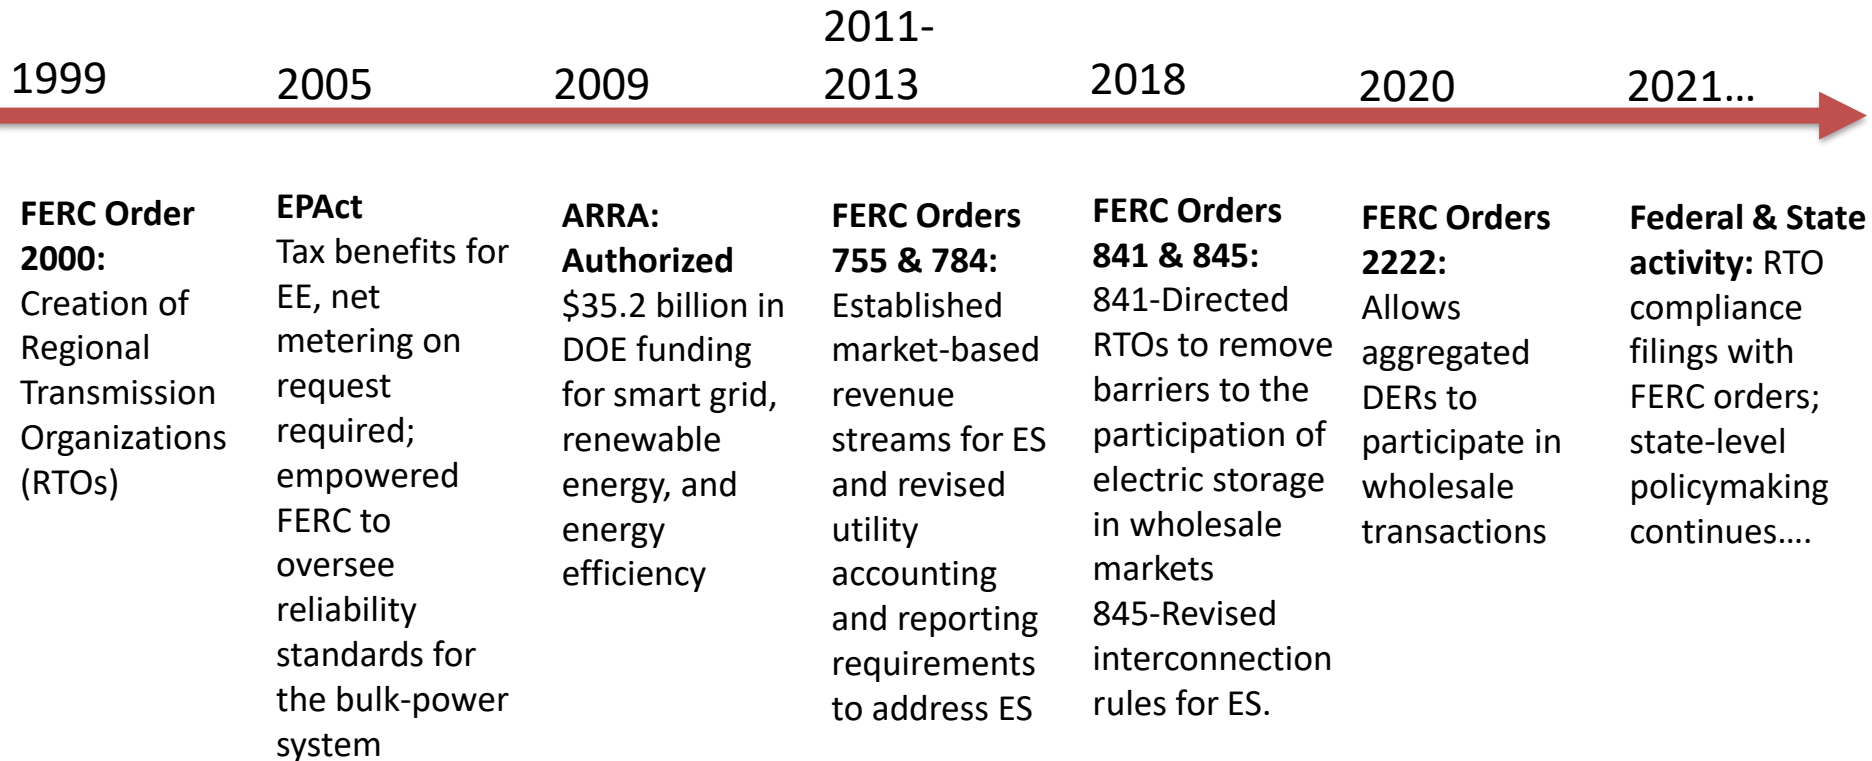 1999
2005
2009
2011-
2013
2018
2020
2021...
FERC Order
2000:
Creation of
Regional
Transmission
Organizations
(RTOs)
EPAct
Tax benefits for
EE, net
metering on
request
required;
empowered
FERC to
oversee
reliability
standards for
the bulk-power
system
ARRA:
Authorized
$35.2 billion in
DOE funding
for smart grid,
renewable
energy, and
energy
efficiency
FERC Orders
755 & 784:
Established
market-based
revenue
streams for ES
and revised
utility
accounting
and reporting
requirements
to address ES
FERC Orders
841 & 845:
841-Directed
RTOs to remove
barriers to the
participation of
electric storage
in wholesale
markets
845-Revised
interconnection
rules for ES.
FERC Orders
2222:
Allows
aggregated
DERs to
participate in
wholesale
transactions
Federal & State
activity: RTO
compliance
filings with
FERC orders;
state-level
policymaking
continues....